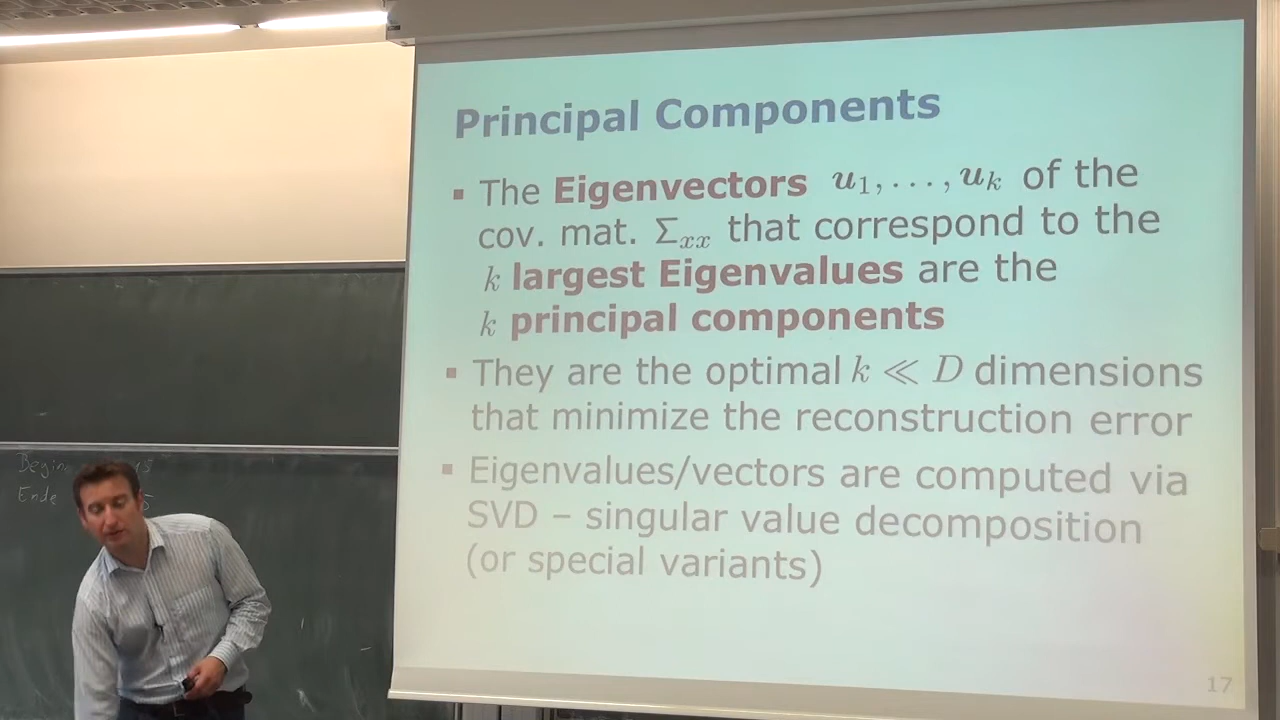 Principal Components
▪ The Eigenvectors u₁, . . . , uₖ of the
cov. mat. Σₓₓ that correspond to the
k largest Eigenvalues are the
k principal components
▪ They are the optimal k ≪ D dimensions
that minimize the reconstruction error
▪ Eigenvalues/vectors are computed via
SVD – singular value decomposition
(or special variants)
17
Ende